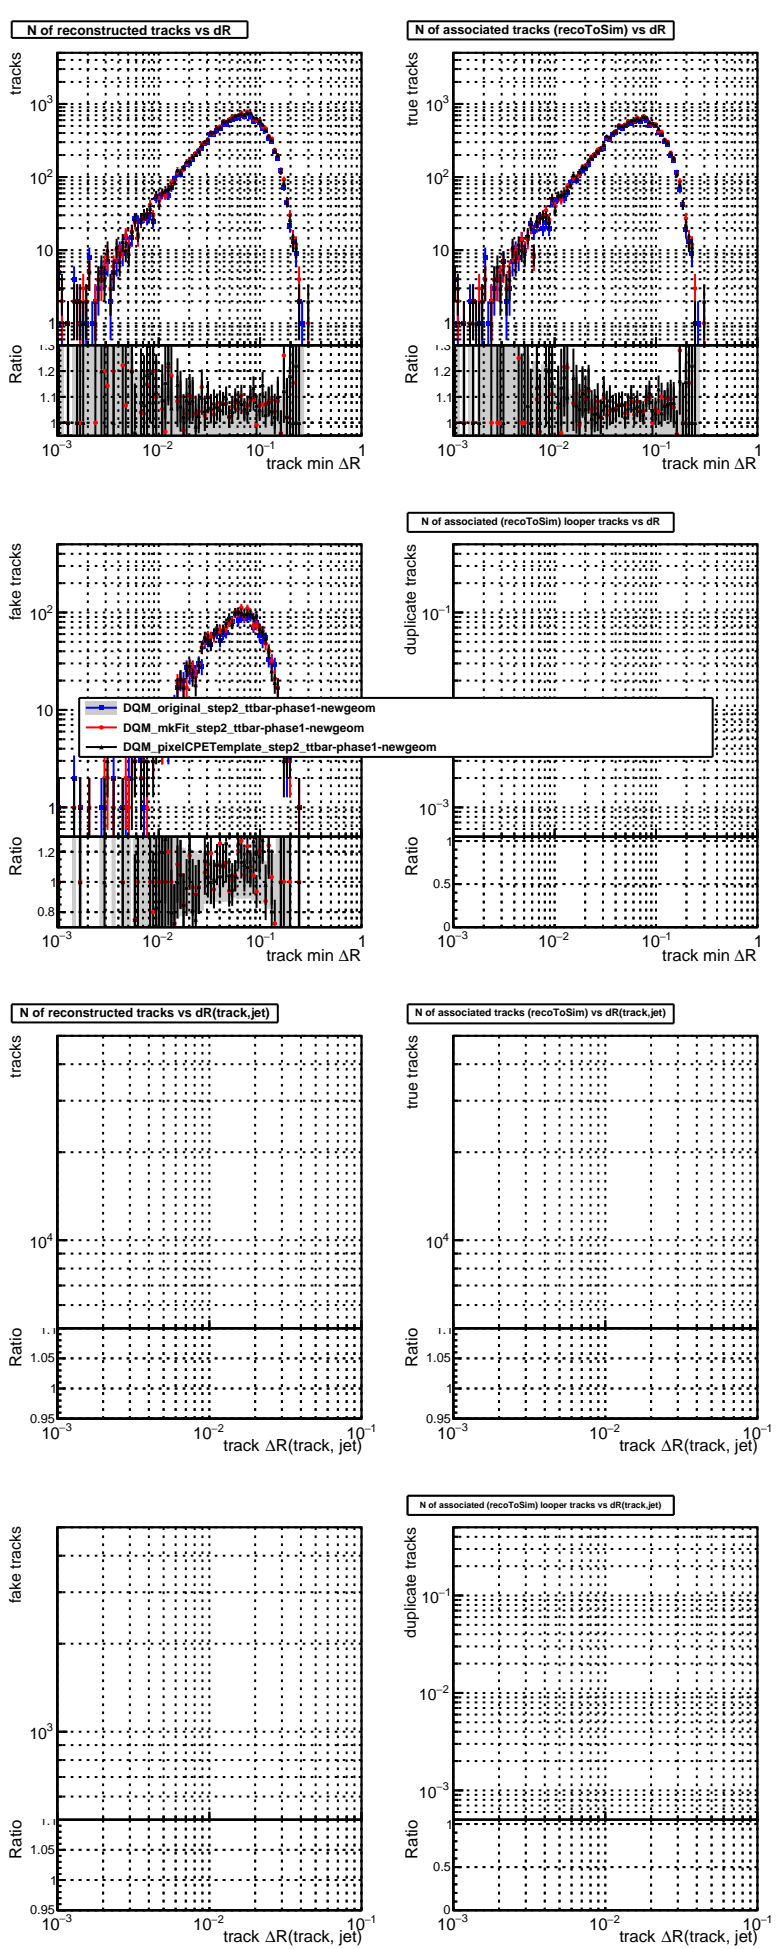 N of reconstructed tracks vs dR
N of associated tracks (recoToSim) vs dR
tracks
10³
10²
10
1
Ratio
1.3
1.2
1.1
1
10⁻³
10⁻²
10⁻¹
1
track min ΔR
true tracks
10³
10²
10
1
Ratio
1.3
1.2
1.1
1
10⁻³
10⁻²
10⁻¹
1
track min ΔR
N of associated (recoToSim) looper tracks vs dR
fake tracks
10²
10
1
Ratio
1.2
1
0.8
10⁻³
10⁻²
10⁻¹
1
track min ΔR
duplicate tracks
10⁻¹
10⁻³
Ratio
1
0.5
0
10⁻³
10⁻²
10⁻¹
1
track min ΔR
DQM_original_step2_ttbar-phase1-newgeom
DQM_mkFit_step2_ttbar-phase1-newgeom
DQM_pixelCPETemplate_step2_ttbar-phase1-newgeom
N of reconstructed tracks vs dR(track,jet)
N of associated tracks (recoToSim) vs dR(track,jet)
tracks
10⁴
Ratio
1.1
1.05
1
0.95
10⁻³
10⁻²
10⁻¹
track ΔR(track, jet)
true tracks
10⁴
Ratio
1.1
1.05
1
0.95
10⁻³
10⁻²
10⁻¹
track ΔR(track, jet)
N of associated (recoToSim) looper tracks vs dR(track,jet)
fake tracks
10³
Ratio
1.1
1.05
1
0.95
10⁻³
10⁻²
10⁻¹
track ΔR(track, jet)
duplicate tracks
10⁻¹
10⁻²
10⁻³
Ratio
1
0.5
0
10⁻³
10⁻²
10⁻¹
track ΔR(track, jet)